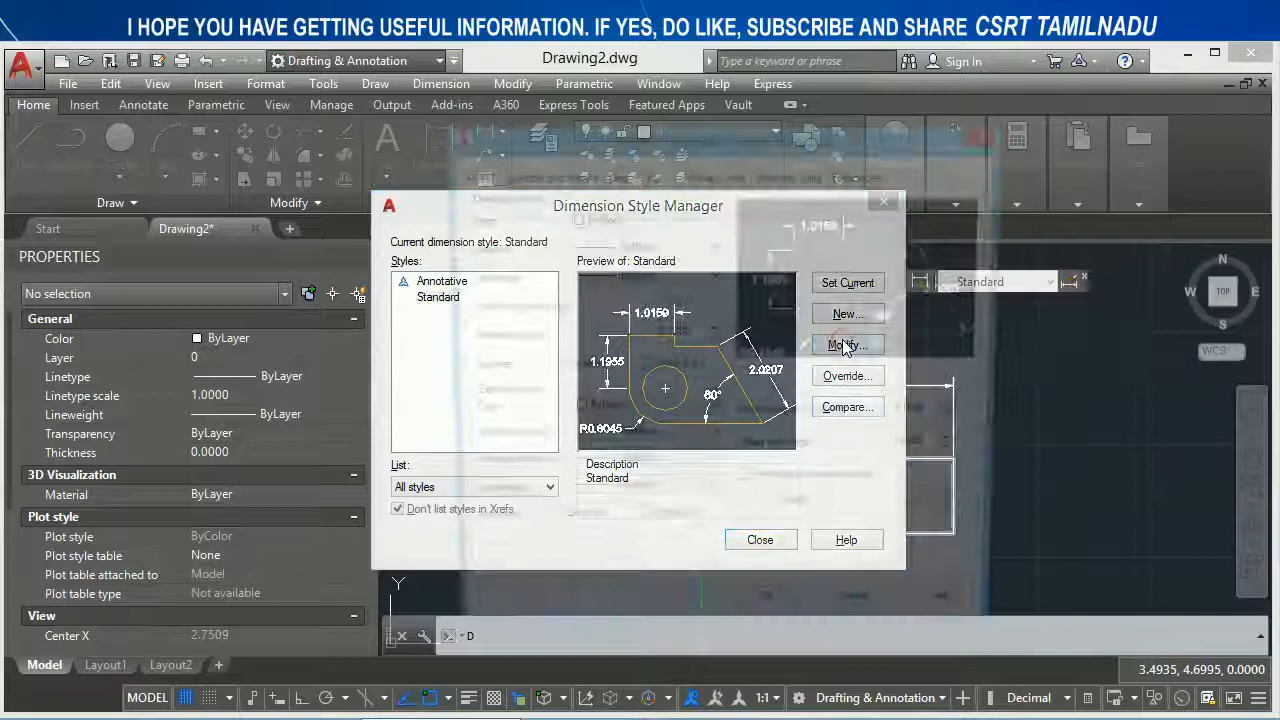 I HOPE YOU HAVE GETTING USEFUL INFORMATION. IF YES, DO LIKE, SUBSCRIBE AND SHARE CSRT TAMILNADU
Drafting & Annotation
Drawing2.dwg
Type a keyword or phrase
Sign In
File Edit View Insert Format Tools Draw Dimension Modify Parametric Window Help Express
Home Insert Annotate Parametric View Manage Output Add-ins A360 Express Tools Featured Apps Vault
Draw
Modify
Start
Drawing2*
PROPERTIES
No selection
General
Color ByLayer
Layer 0
Linetype ByLayer
Linetype scale 1.0000
Lineweight ByLayer
Transparency ByLayer
Thickness 0.0000
3D Visualization
Material ByLayer
Plot style
Plot style ByColor
Plot style table None
Plot table attached to Model
Plot table type Not available
View
Center X 2.7509
Dimension Style Manager
Current dimension style: Standard
Styles:
Annotative
Standard
List:
All styles
Don't list styles in Xrefs
Preview of: Standard
1.0159
1.1955
2.0207
60°
R0.8045
Description
Standard
Set Current
New...
Modify...
Override...
Compare...
Close
Help
1.0159
Standard
N
W TOP E
S
WCS
Y
D
Model Layout1 Layout2
3.4935, 4.6995, 0.0000
MODEL
1:1
Drafting & Annotation
Decimal